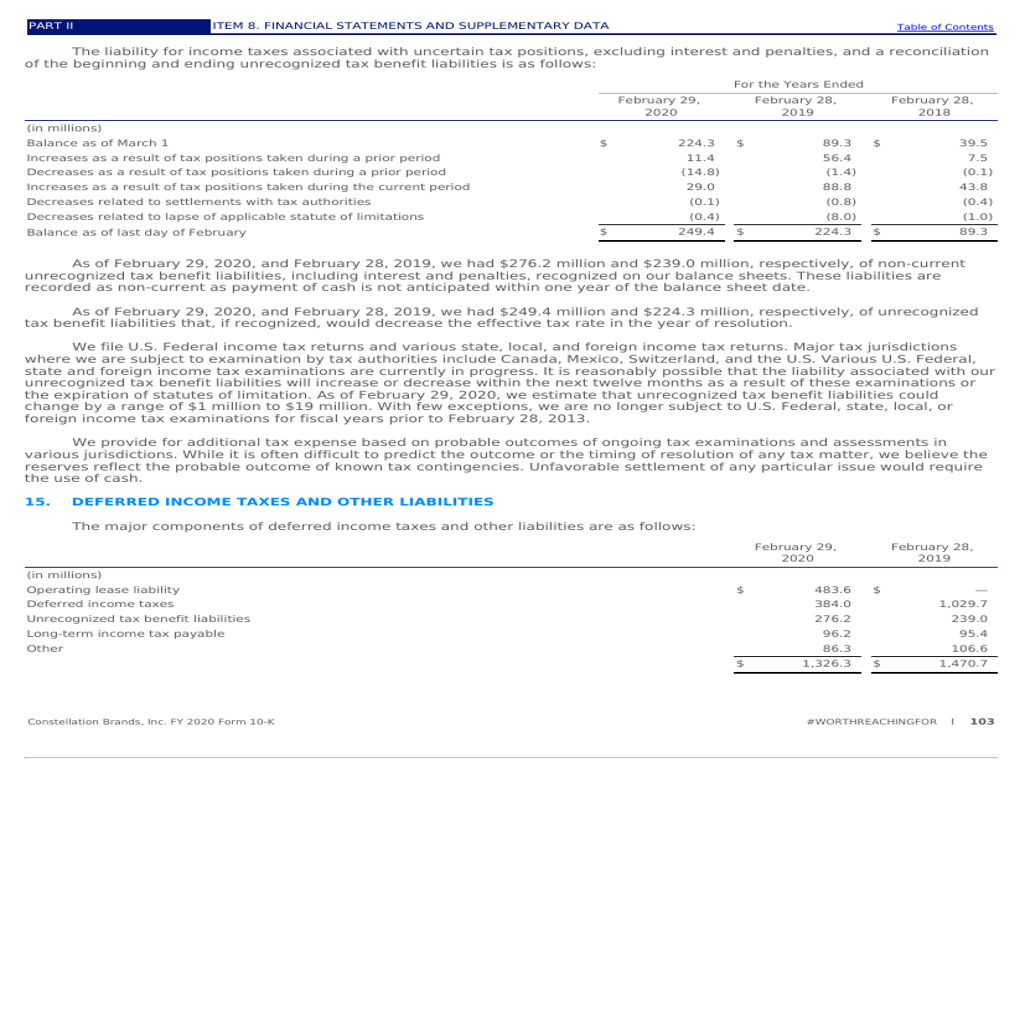 PART II ITEM 8. FINANCIAL STATEMENTS AND SUPPLEMENTARY DATA Table of Contents
The liability for income taxes associated with uncertain tax positions, excluding interest and penalties, and a reconciliation
of the beginning and ending unrecognized tax benefit liabilities is as follows:
For the Years Ended
February 29, February 28, February 28,
2020 2019 2018
(in millions)
Balance as of March 1 $ 224.3 $ 89.3 $ 39.5
Increases as a result of tax positions taken during a prior period 11.4 56.4 7.5
Decreases as a result of tax positions taken during a prior period (14.8) (1.4) (0.1)
Increases as a result of tax positions taken during the current period 29.0 88.8 43.8
Decreases related to settlements with tax authorities (0.1) (0.8) (0.4)
Decreases related to lapse of applicable statute of limitations (0.4) (8.0) (1.0)
Balance as of last day of February $ 249.4 $ 224.3 $ 89.3
As of February 29, 2020, and February 28, 2019, we had $276.2 million and $239.0 million, respectively, of non-current
unrecognized tax benefit liabilities, including interest and penalties, recognized on our balance sheets. These liabilities are
recorded as non-current as payment of cash is not anticipated within one year of the balance sheet date.
As of February 29, 2020, and February 28, 2019, we had $249.4 million and $224.3 million, respectively, of unrecognized
tax benefit liabilities that, if recognized, would decrease the effective tax rate in the year of resolution.
We file U.S. Federal income tax returns and various state, local, and foreign income tax returns. Major tax jurisdictions
where we are subject to examination by tax authorities include Canada, Mexico, Switzerland, and the U.S. Various U.S. Federal,
state and foreign income tax examinations are currently in progress. It is reasonably possible that the liability associated with our
unrecognized tax benefit liabilities will increase or decrease within the next twelve months as a result of these examinations or
the expiration of statutes of limitation. As of February 29, 2020, we estimate that unrecognized tax benefit liabilities could
change by a range of $1 million to $19 million. With few exceptions, we are no longer subject to U.S. Federal, state, local, or
foreign income tax examinations for fiscal years prior to February 28, 2013.
We provide for additional tax expense based on probable outcomes of ongoing tax examinations and assessments in
various jurisdictions. While it is often difficult to predict the outcome or the timing of resolution of any tax matter, we believe the
reserves reflect the probable outcome of known tax contingencies. Unfavorable settlement of any particular issue would require
the use of cash.
15. DEFERRED INCOME TAXES AND OTHER LIABILITIES
The major components of deferred income taxes and other liabilities are as follows:
February 29, February 28,
2020 2019
(in millions)
Operating lease liability $ 483.6 $ —
Deferred income taxes 384.0 1,029.7
Unrecognized tax benefit liabilities 276.2 239.0
Long-term income tax payable 96.2 95.4
Other 86.3 106.6
$ 1,326.3 $ 1,470.7
Constellation Brands, Inc. FY 2020 Form 10-K #WORTHREACHINGFOR I 103